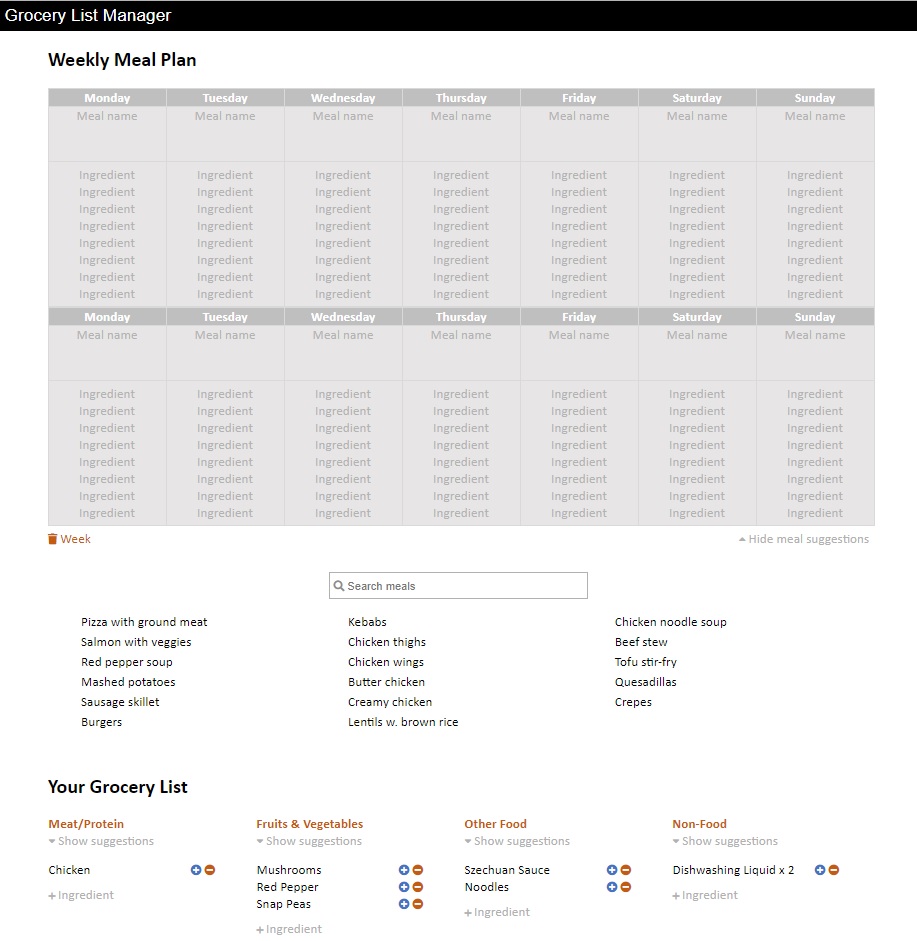 Grocery List Manager
Weekly Meal Plan
Monday Tuesday Wednesday Thursday Friday Saturday Sunday
Meal name Meal name Meal name Meal name Meal name Meal name Meal name
Ingredient Ingredient Ingredient Ingredient Ingredient Ingredient Ingredient
Ingredient Ingredient Ingredient Ingredient Ingredient Ingredient Ingredient
Ingredient Ingredient Ingredient Ingredient Ingredient Ingredient Ingredient
Ingredient Ingredient Ingredient Ingredient Ingredient Ingredient Ingredient
Ingredient Ingredient Ingredient Ingredient Ingredient Ingredient Ingredient
Ingredient Ingredient Ingredient Ingredient Ingredient Ingredient Ingredient
Ingredient Ingredient Ingredient Ingredient Ingredient Ingredient Ingredient
Ingredient Ingredient Ingredient Ingredient Ingredient Ingredient Ingredient
Monday Tuesday Wednesday Thursday Friday Saturday Sunday
Meal name Meal name Meal name Meal name Meal name Meal name Meal name
Ingredient Ingredient Ingredient Ingredient Ingredient Ingredient Ingredient
Ingredient Ingredient Ingredient Ingredient Ingredient Ingredient Ingredient
Ingredient Ingredient Ingredient Ingredient Ingredient Ingredient Ingredient
Ingredient Ingredient Ingredient Ingredient Ingredient Ingredient Ingredient
Ingredient Ingredient Ingredient Ingredient Ingredient Ingredient Ingredient
Ingredient Ingredient Ingredient Ingredient Ingredient Ingredient Ingredient
Ingredient Ingredient Ingredient Ingredient Ingredient Ingredient Ingredient
Ingredient Ingredient Ingredient Ingredient Ingredient Ingredient Ingredient
Week Hide meal suggestions
Search meals
Pizza with ground meat Kebabs Chicken noodle soup
Salmon with veggies Chicken thighs Beef stew
Red pepper soup Chicken wings Tofu stir-fry
Mashed potatoes Butter chicken Quesadillas
Sausage skillet Creamy chicken Crepes
Burgers Lentils w. brown rice
Your Grocery List
Meat/Protein Fruits & Vegetables Other Food Non-Food
Show suggestions Show suggestions Show suggestions Show suggestions
Chicken Mushrooms Szechuan Sauce Dishwashing Liquid x 2
Red Pepper Noodles
+ Ingredient + Ingredient
Snap Peas
+ Ingredient
+ Ingredient